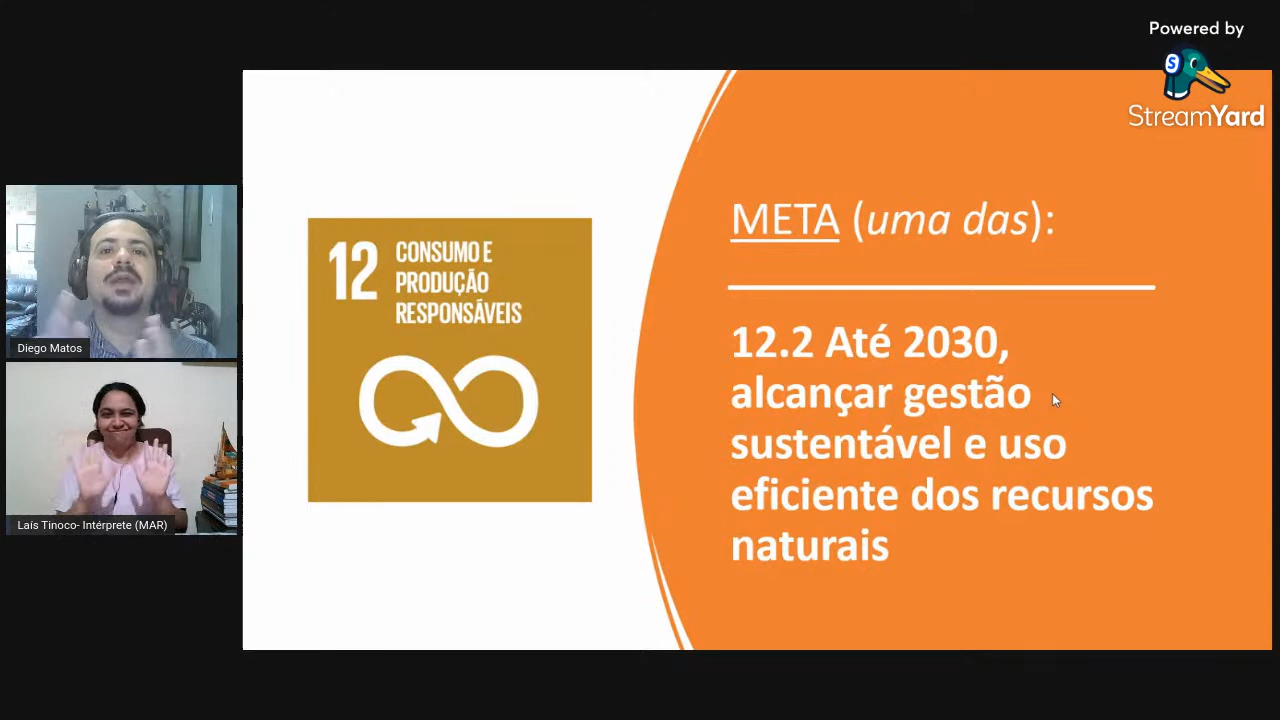 Powered by
StreamYard
META (uma das):
12 CONSUMO E
PRODUÇÃO
RESPONSÁVEIS
12.2 Até 2030,
alcançar gestão
sustentável e uso
eficiente dos recursos
naturais
Diego Matos
Laís Tinoco- Intérprete (MAR)